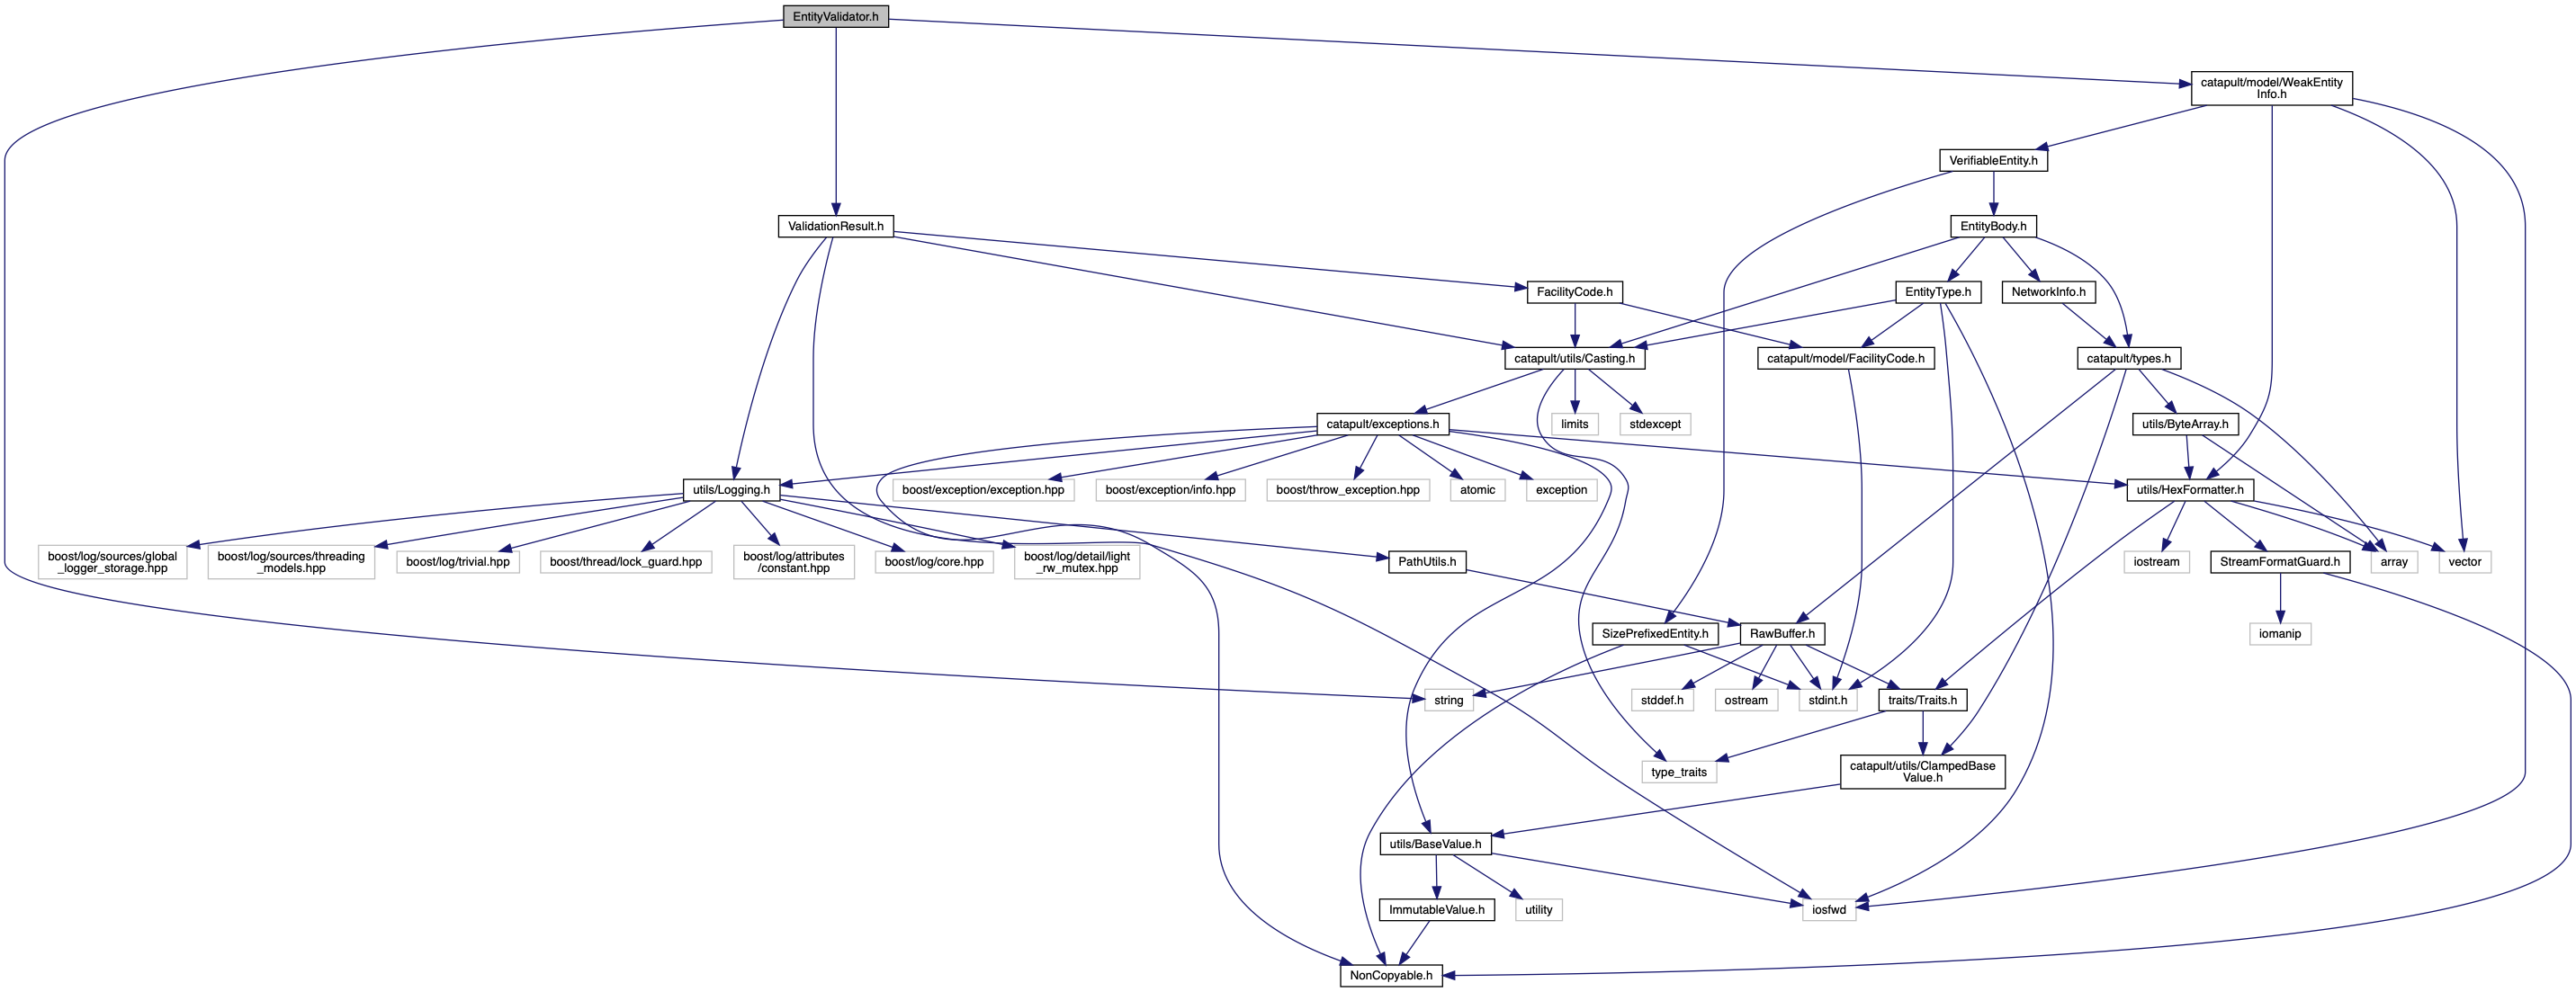 EntityValidator.h
catapult/model/WeakEntity
Info.h
VerifiableEntity.h
ValidationResult.h
EntityBody.h
FacilityCode.h
EntityType.h
NetworkInfo.h
catapult/utils/Casting.h
catapult/model/FacilityCode.h
catapult/types.h
catapult/exceptions.h
limits
stdexcept
utils/ByteArray.h
utils/Logging.h
boost/exception/exception.hpp
boost/exception/info.hpp
boost/throw_exception.hpp
atomic
exception
utils/HexFormatter.h
boost/log/sources/global
_logger_storage.hpp
boost/log/sources/threading
_models.hpp
boost/log/trivial.hpp
boost/thread/lock_guard.hpp
boost/log/attributes
/constant.hpp
boost/log/core.hpp
boost/log/detail/light
_rw_mutex.hpp
PathUtils.h
iostream
StreamFormatGuard.h
array
vector
SizePrefixedEntity.h
RawBuffer.h
iomanip
string
stddef.h
ostream
stdint.h
traits/Traits.h
type_traits
catapult/utils/ClampedBase
Value.h
utils/BaseValue.h
ImmutableValue.h
utility
iosfwd
NonCopyable.h